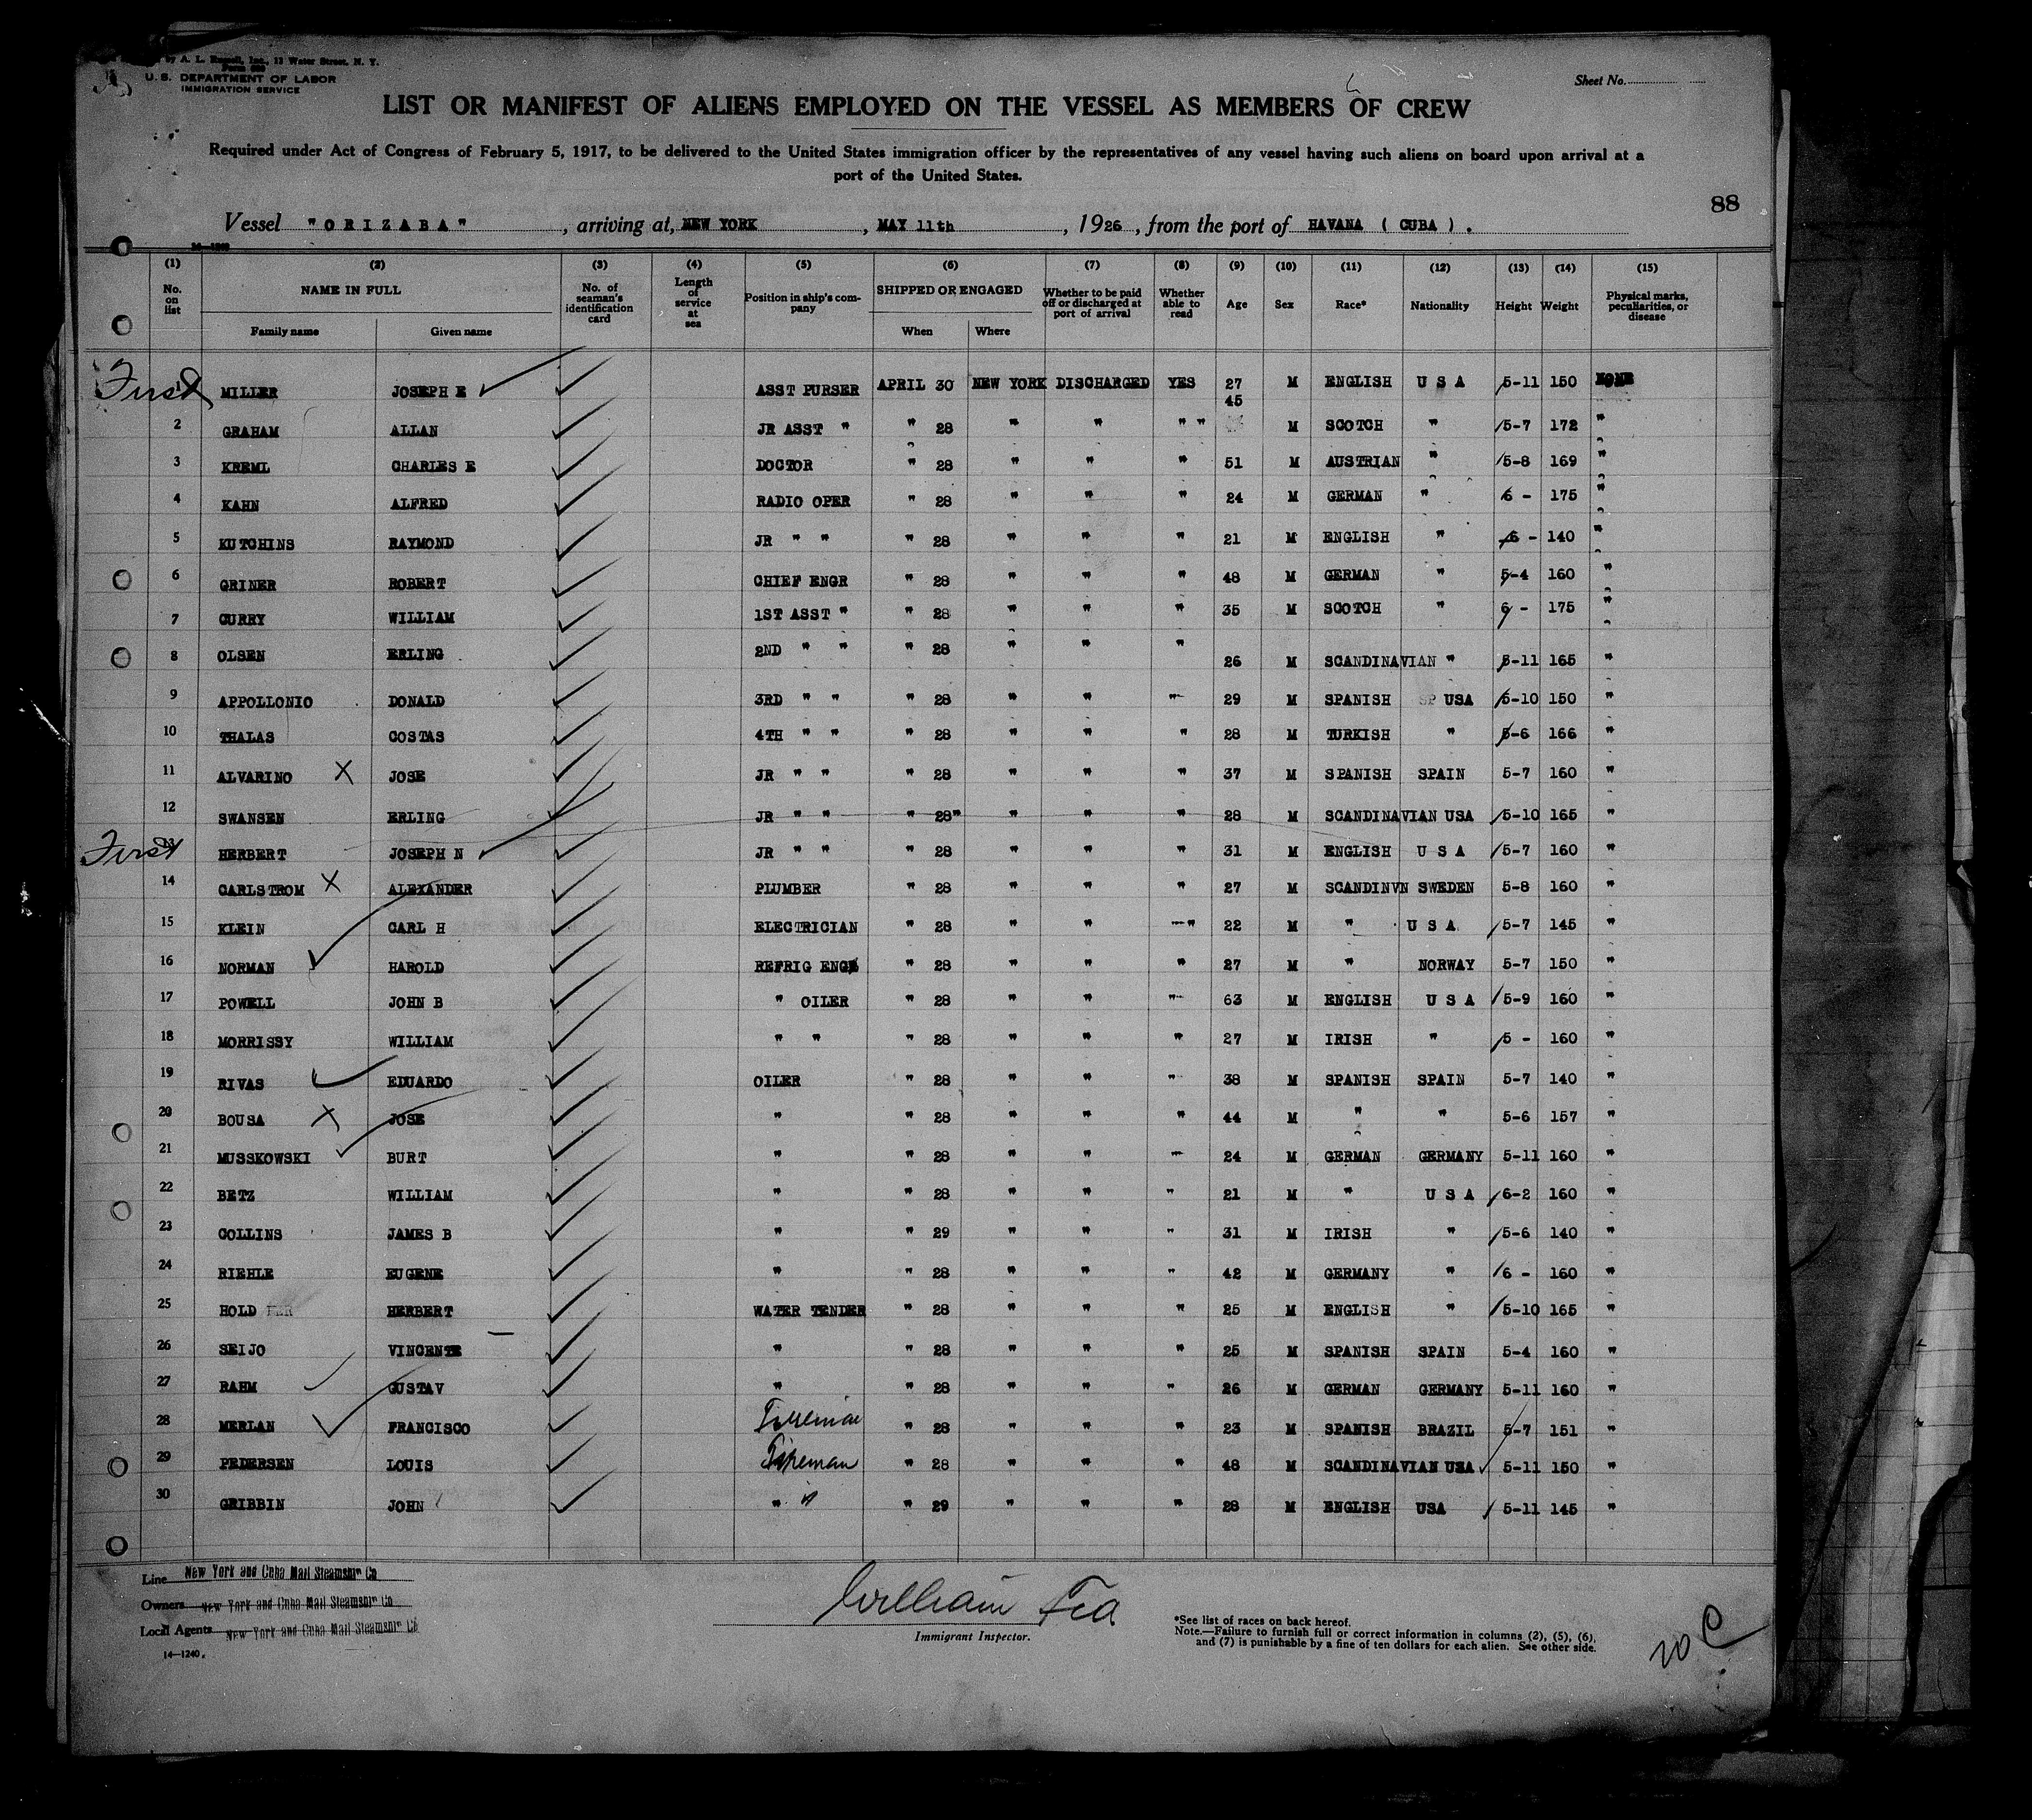 by A. L. Russell, Inc., 12 Water Street, N. Y.
U. S. DEPARTMENT OF LABOR
IMMIGRATION SERVICE
Sheet No.
LIST OR MANIFEST OF ALIENS EMPLOYED ON THE VESSEL AS MEMBERS OF CREW
Required under Act of Congress of February 5, 1917, to be delivered to the United States immigration officer by the representatives of any vessel having such aliens on board upon arrival at a
port of the United States.
88
Vessel "ORIZABA", arriving at, NEW YORK, MAY 11th, 1926, from the port of HAVANA ( CUBA ) .
14—1240
(1) (2) (3) (4) (5) (6) (7) (8) (9) (10) (11) (12) (13) (14) (15)
No. on list NAME IN FULL Family name Given name No. of seaman's identification card Length of service at sea Position in ship's company SHIPPED OR ENGAGED When Where Whether to be paid off or discharged at port of arrival Whether able to read Age Sex Race* Nationality Height Weight Physical marks, peculiarities, or disease
First 1 MILLER JOSEPH E ASST PURSER APRIL 30 NEW YORK DISCHARGED YES 27 M ENGLISH U S A 5-11 150 NONE
45
2 GRAHAM ALLAN JR ASST " " 28 " " " " M SCOTCH " 5-7 172 "
3 KREML CHARLES E DOCTOR " 28 " " " 51 M AUSTRIAN " 5-8 169 "
4 KAHN ALFRED RADIO OPER " 28 " " " 24 M GERMAN " 6 - 175 "
5 KUTCHINS RAYMOND JR " " " 28 " " " 21 M ENGLISH " 6 - 140 "
6 GRINER ROBERT CHIEF ENGR " 28 " " " 48 M GERMAN " 5-4 160 "
7 CURRY WILLIAM 1ST ASST " " 28 " " " 35 M SCOTCH " 6 - 175 "
8 OLSEN ERLING 2ND " " " 28 " " " 26 M SCANDINAVIAN " 5-11 165 "
9 APPOLLONIO DONALD 3RD " " " 28 " " " 29 M SPANISH USA 5-10 150 "
10 THALAS COSTAS 4TH " " " 28 " " " 28 M TURKISH " 5-6 166 "
11 ALVARINO X JOSE JR " " " 28 " " " 37 M SPANISH SPAIN 5-7 160 "
12 SWANSEN ERLING JR " " " 28" " " " 28 M SCANDINAVIAN USA 5-10 165 "
First HERBERT JOSEPH N JR " " " 28 " " " 31 M ENGLISH U S A 5-7 160 "
14 CARLSTROM X ALEXANDER PLUMBER " 28 " " " 27 M SCANDINVN SWEDEN 5-8 160 "
15 KLEIN CARL H ELECTRICIAN " 28 " " " 22 M " U S A 5-7 145 "
16 NORMAN HAROLD REFRIG ENGR " 28 " " " 27 M " NORWAY 5-7 150 "
17 POWELL JOHN B " OILER " 28 " " " 63 M ENGLISH U S A 5-9 160 "
18 MORRISSY WILLIAM " " " 28 " " " 27 M IRISH " 5 - 160 "
19 RIVAS EDUARDO OILER " 28 " " " 38 M SPANISH SPAIN 5-7 140 "
20 BOUSA X JOSE " " 28 " " " 44 M " " 5-6 157 "
21 MUSSKOWSKI BURT " " 28 " " " 24 M GERMAN GERMANY 5-11 160 "
22 BETZ WILLIAM " " 28 " " " 21 M " U S A 6-2 160 "
23 COLLINS JAMES B " " 29 " " " 31 M IRISH " 5-6 140 "
24 RIEHLE EUGENE " " 28 " " " 42 M GERMANY " 6 - 160 "
25 HOLD HERBERT WATER TENDER " 28 " " " 25 M ENGLISH " 5-10 165 "
26 SEIJO VINCENTE " " 28 " " " 25 M SPANISH SPAIN 5-4 160 "
27 RAHM GUSTAV " " 28 " " " 26 M GERMAN GERMANY 5-11 160 "
28 MERLAN FRANCISCO Fireman " 28 " " " 23 M SPANISH BRAZIL 5-7 151 "
29 PEDERSEN LOUIS Fireman " 28 " " " 48 M SCANDINAVIAN USA 5-11 150 "
30 GRIBBIN JOHN " " " 29 " " " 28 M ENGLISH USA 5-11 145 "
Line New York and Cuba Mail Steamship Co
Owners New York and Cuba Mail Steamship Co
Local Agents New York and Cuba Mail Steamship Co
14—1240
William Fea
Immigrant Inspector.
*See list of races on back hereof.
Note.—Failure to furnish full or correct information in columns (2), (5), (6),
and (7) is punishable by a fine of ten dollars for each alien. See other side.